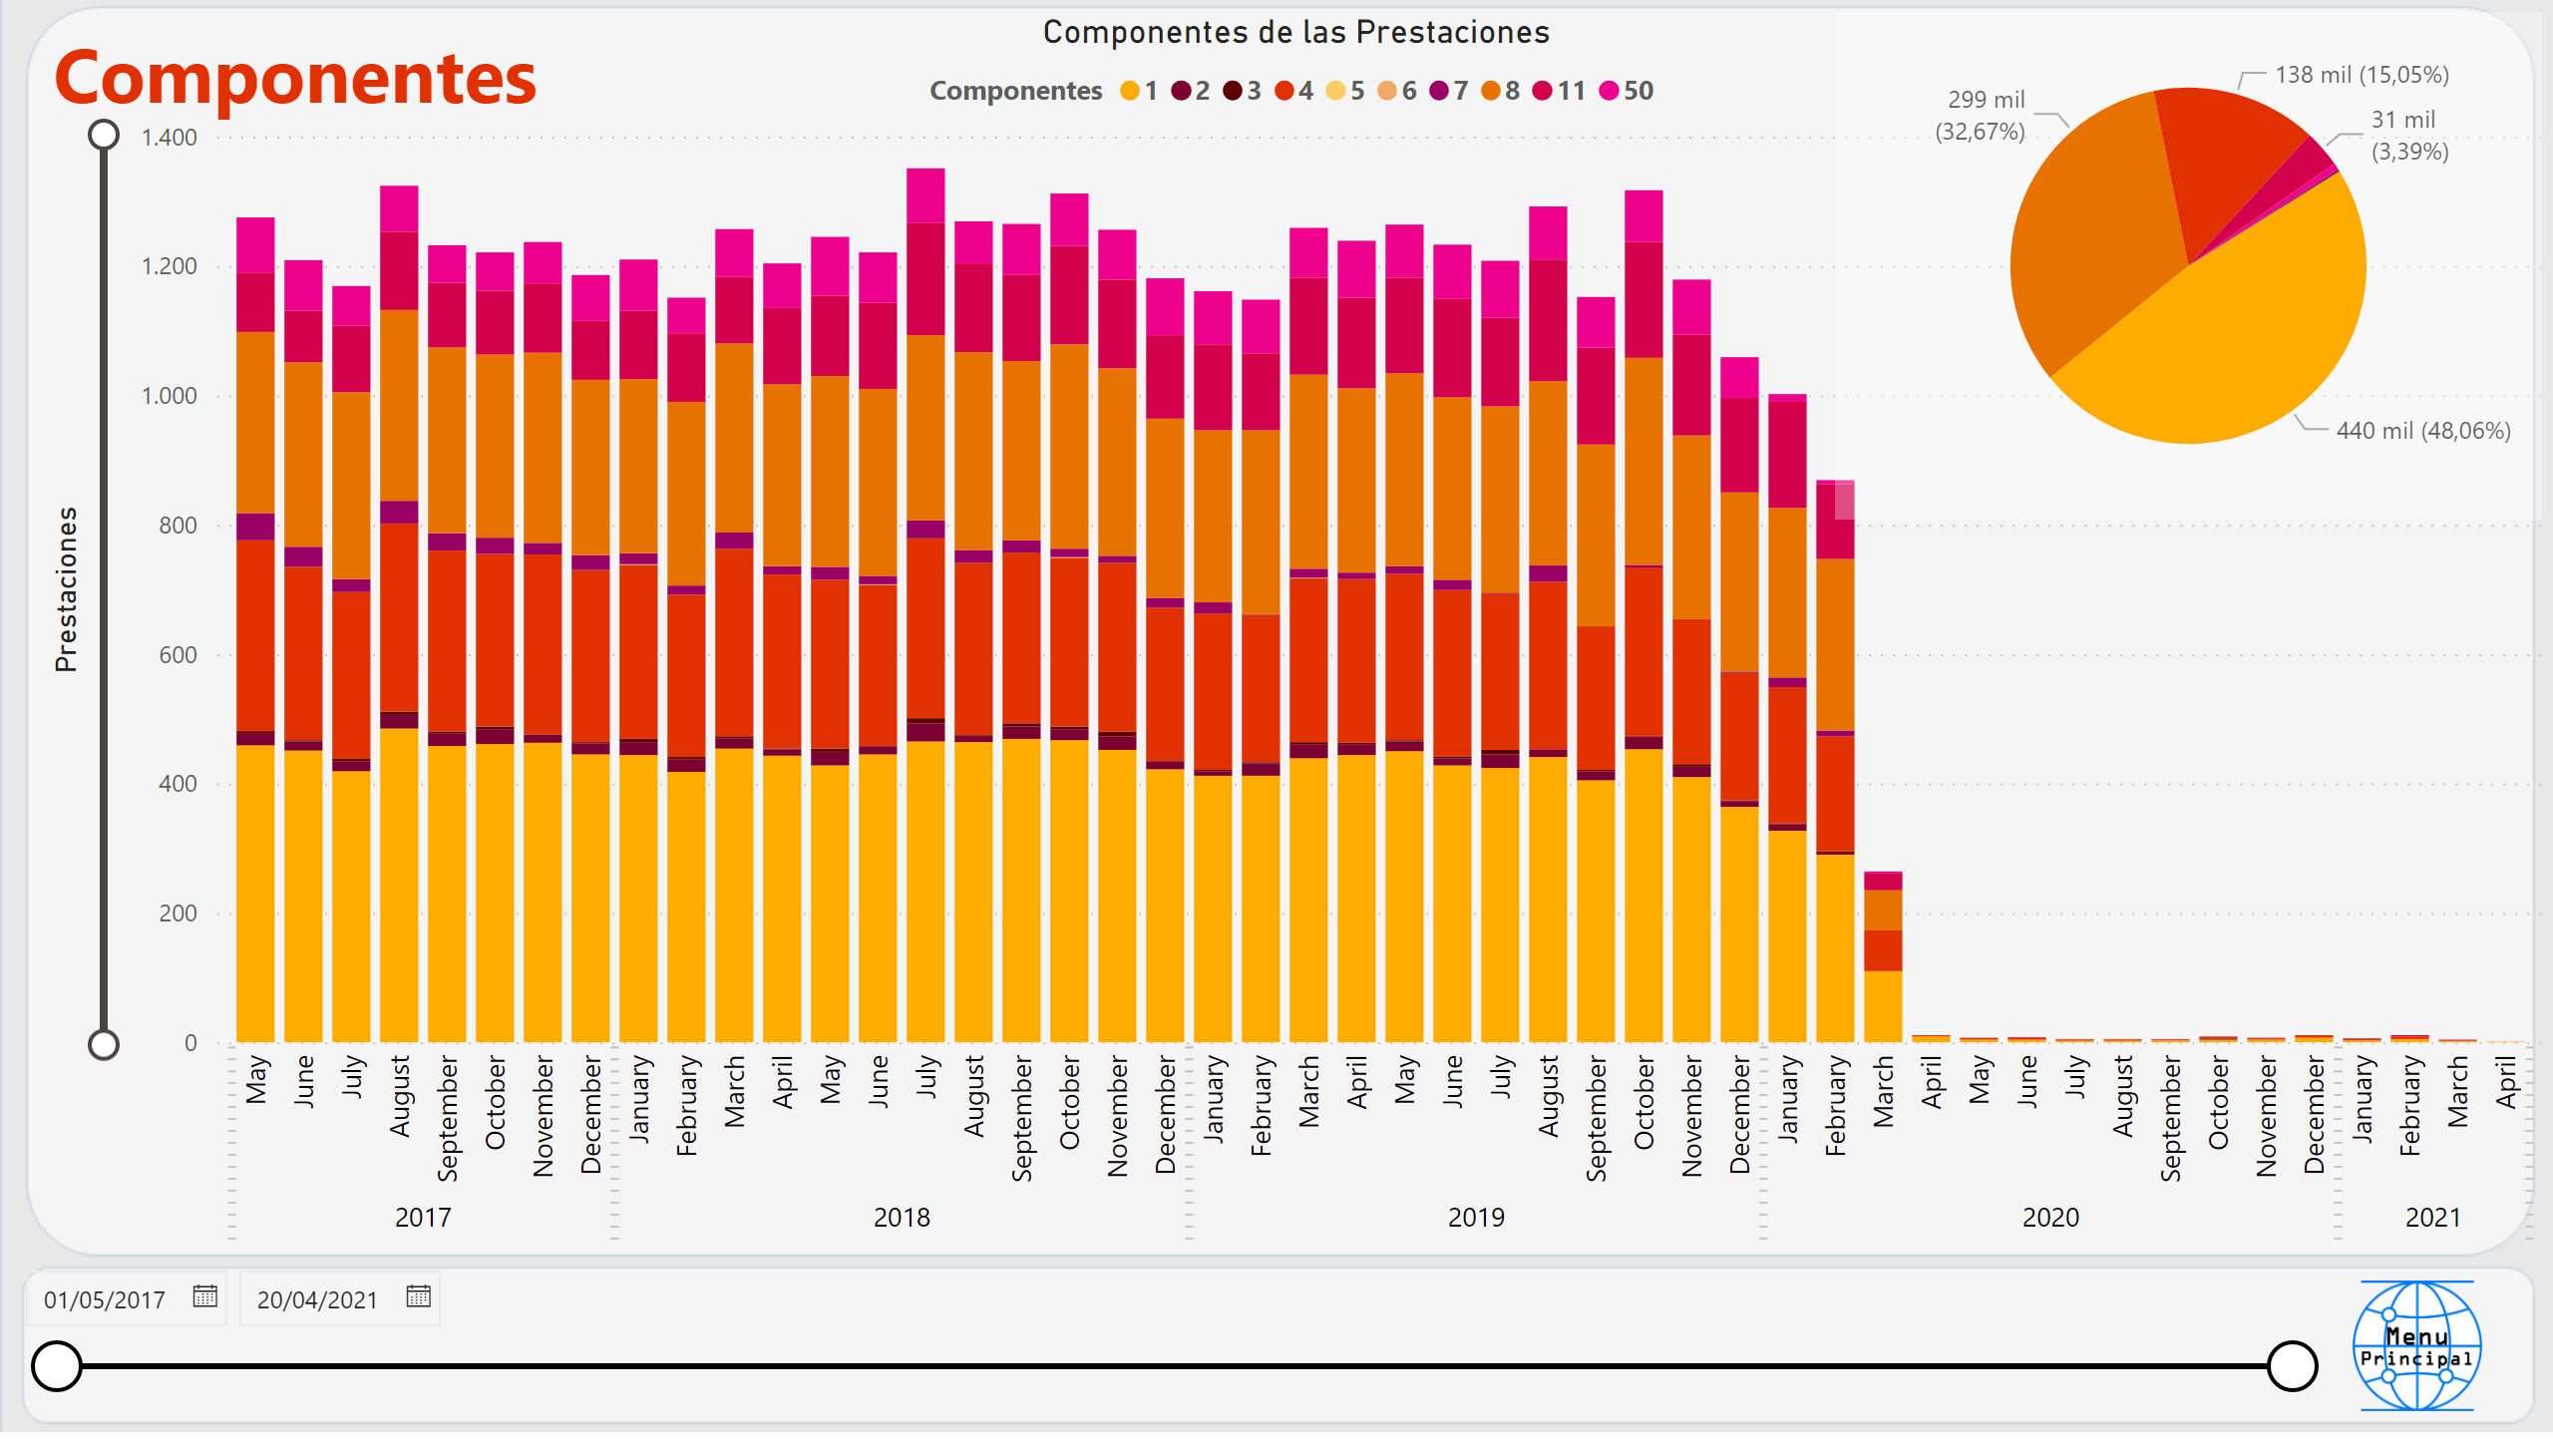 Componentes de las Prestaciones
Componentes
Componentes 1 2 3 4 5 6 7 8 11 50
138 mil (15,05%)
299 mil
(32,67%)
31 mil
(3,39%)
440 mil (48,06%)
Prestaciones
1.400
1.200
1.000
800
600
400
200
0
May June July August September October November December January February March April May June July August September October November December January February March April May June July August September October November December January February March April May June July August September October November December January February March April
2017 2018 2019 2020 2021
01/05/2017 20/04/2021
Menu
Principal